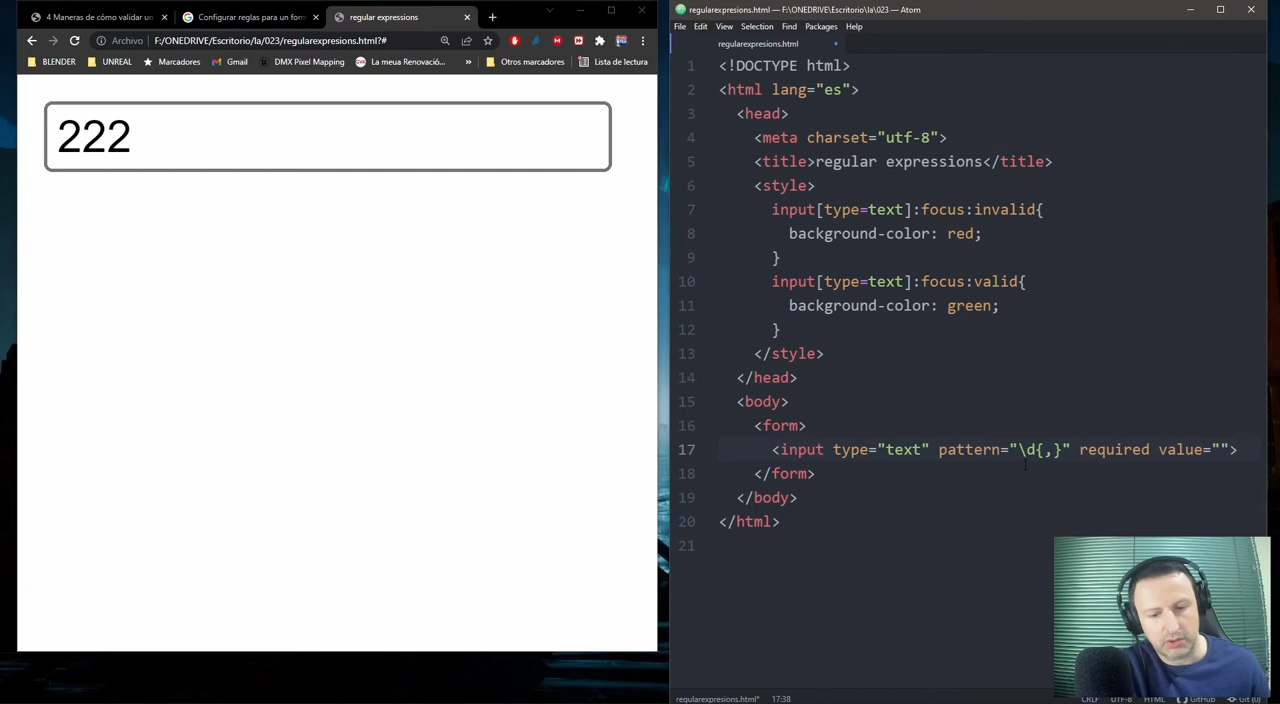 4 Maneras de cómo validar un
Configurar reglas para un form
regular expressions
Archivo F:/ONEDRIVE/Escritorio/la/023/regularexpresions.html?#
BLENDER UNREAL Marcadores Gmail DMX Pixel Mapping La meua Renovació... » Otros marcadores Lista de lectura
222
regularexpresions.html — F:\ONEDRIVE\Escritorio\la\023 — Atom
File Edit View Selection Find Packages Help
regularexpresions.html
1 <!DOCTYPE html>
2 <html lang="es">
3 <head>
4 <meta charset="utf-8">
5 <title>regular expressions</title>
6 <style>
7 input[type=text]:focus:invalid{
8 background-color: red;
9 }
10 input[type=text]:focus:valid{
11 background-color: green;
12 }
13 </style>
14 </head>
15 <body>
16 <form>
17 <input type="text" pattern="\d{,}" required value="">
18 </form>
19 </body>
20 </html>
21
regularexpresions.html* 17:38 CRLF UTF-8 HTML GitHub Git (0)